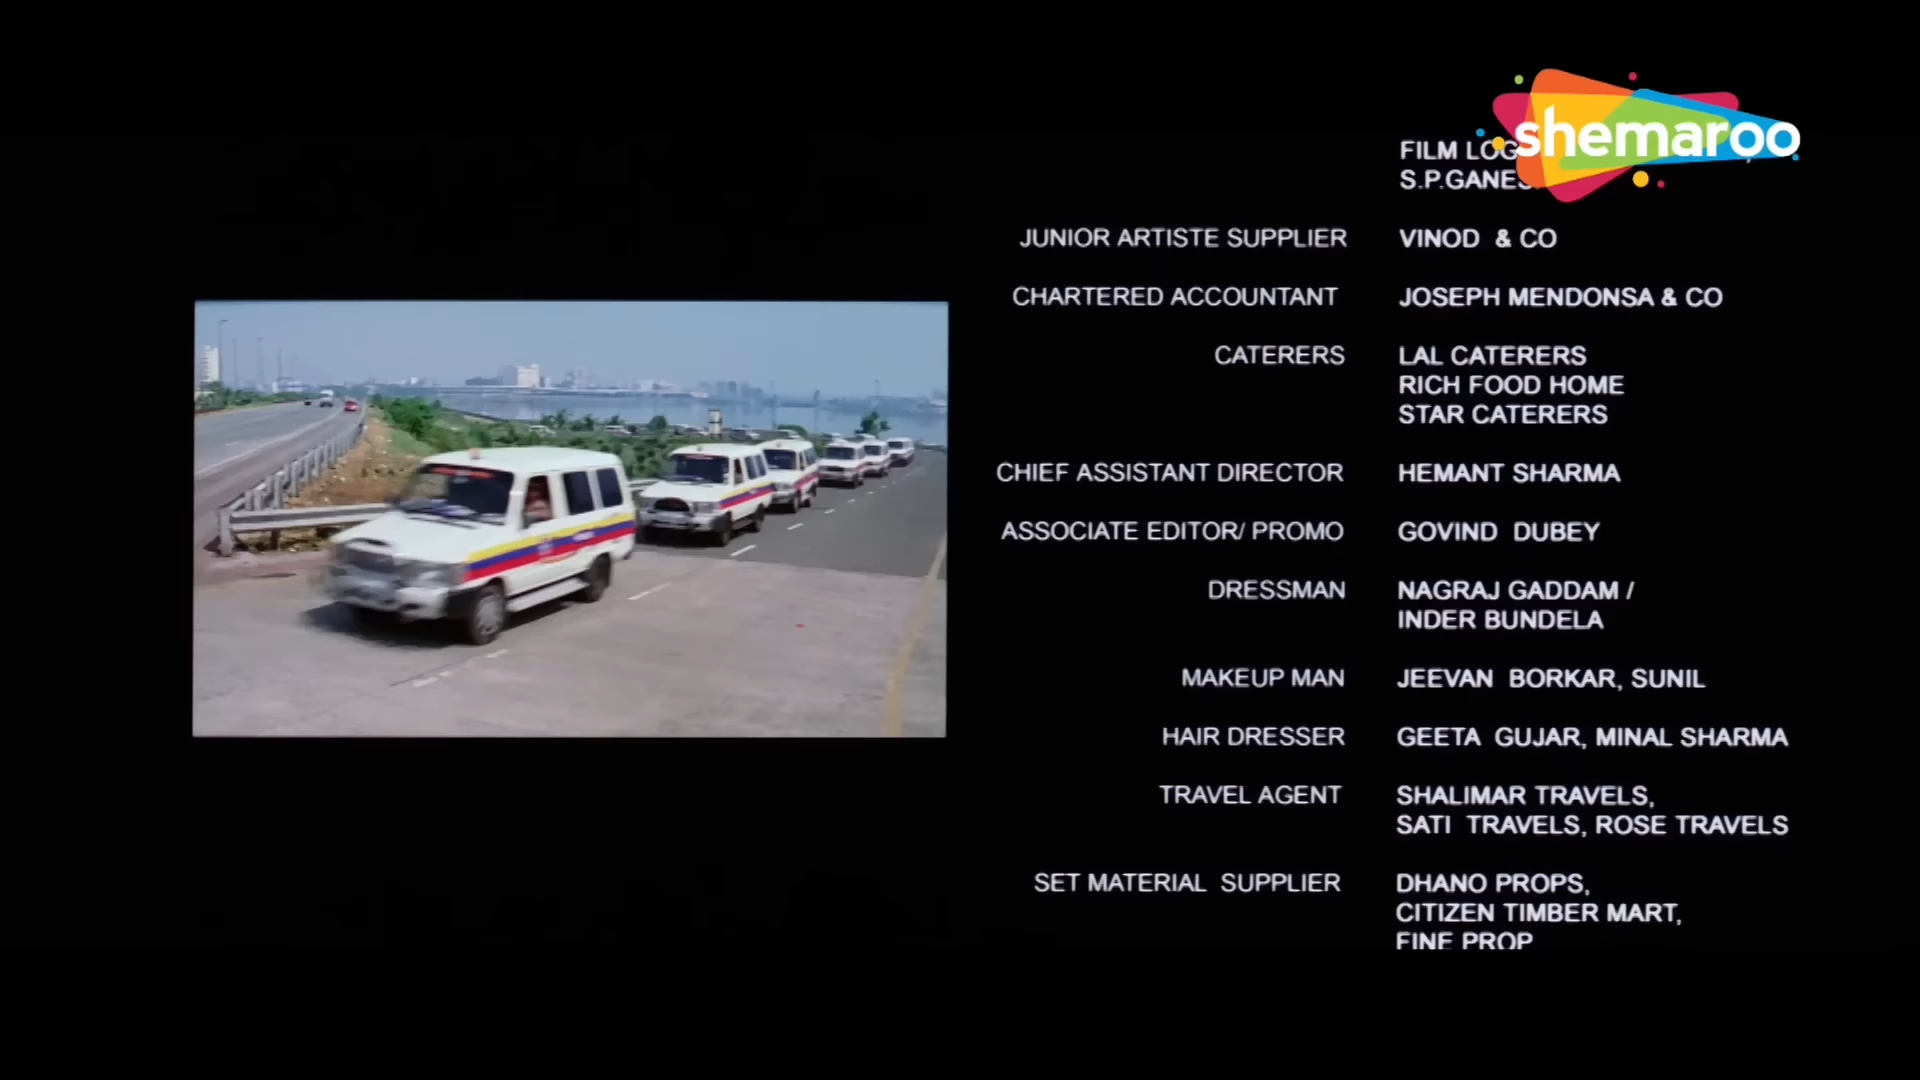 shemaroo
FILM
S.P.GANES
JUNIOR ARTISTE SUPPLIER VINOD & CO
CHARTERED ACCOUNTANT JOSEPH MENDONSA & CO
CATERERS LAL CATERERS
RICH FOOD HOME
STAR CATERERS
CHIEF ASSISTANT DIRECTOR HEMANT SHARMA
ASSOCIATE EDITOR/ PROMO GOVIND DUBEY
DRESSMAN NAGRAJ GADDAM /
INDER BUNDELA
MAKEUP MAN JEEVAN BORKAR, SUNIL
HAIR DRESSER GEETA GUJAR, MINAL SHARMA
TRAVEL AGENT SHALIMAR TRAVELS,
SATI TRAVELS, ROSE TRAVELS
SET MATERIAL SUPPLIER DHANO PROPS,
CITIZEN TIMBER MART,
FINE PROP